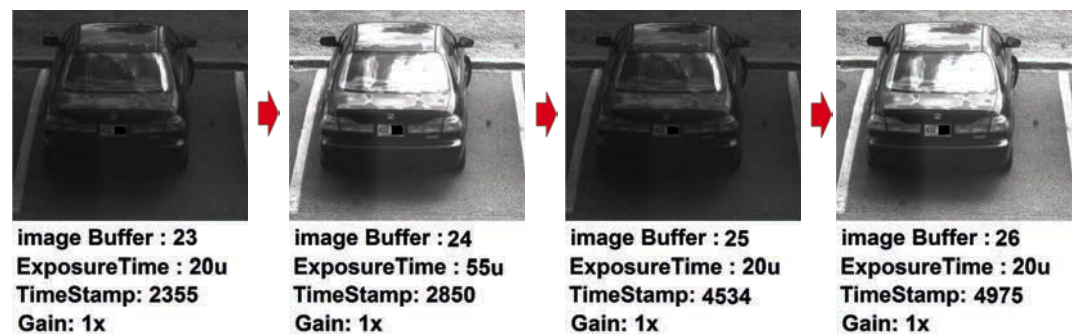 image Buffer : 23
ExposureTime : 20u
TimeStamp: 2355
Gain: 1x
image Buffer : 24
ExposureTime : 55u
TimeStamp: 2850
Gain: 1x
image Buffer : 25
ExposureTime : 20u
TimeStamp: 4534
Gain: 1x
image Buffer : 26
ExposureTime : 20u
TimeStamp: 4975
Gain: 1x